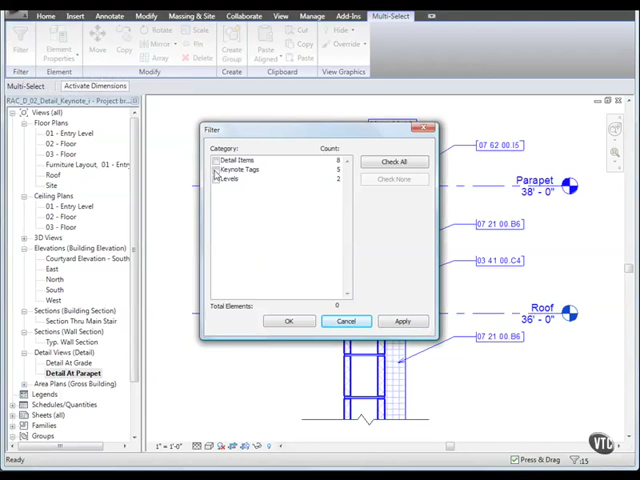 Home Insert Annotate Modify Massing & Site Collaborate View Manage Add-Ins Multi-Select
Filter Element Properties Move Copy Rotate Scale Mirror Pin Array Delete Create Group Paste Aligned Cut Copy Hide Override
Filter Element Modify Create Clipboard View Graphics
Multi-Select Activate Dimensions
RAC_D_02_Detail_Keynote_i - Project br...
Views (all)
01 - Entry Level
02 - Floor
03 - Floor
Furniture Layout, 01 - Entry
Roof
Site
Ceiling Plans
01 - Entry Level
02 - Floor
3D Views
Elevations (Building Elevation)
Courtyard Elevation - South
East
North
South
West
Sections (Building Section)
Section Thru Main Stair
Sections (Wall Section)
Typ. Wall Section
Detail Views (Detail)
Detail At Grade
Detail At Parapet
Area Plans (Gross Building)
Legends
Schedules/Quantities
Sheets (all)
Families
Groups
Filter
Category: Count:
Detail Items 8
Keynote Tags 5
Levels 2
Check All
Check None
Total Elements: 0
OK Cancel Apply
07 62 00.I5
Parapet
38' - 0"
07 21 00.B6
03 41 00.C4
Roof
36' - 0"
07 21 00.B6
1" = 1'-0"
VTC
Ready Press & Drag :15